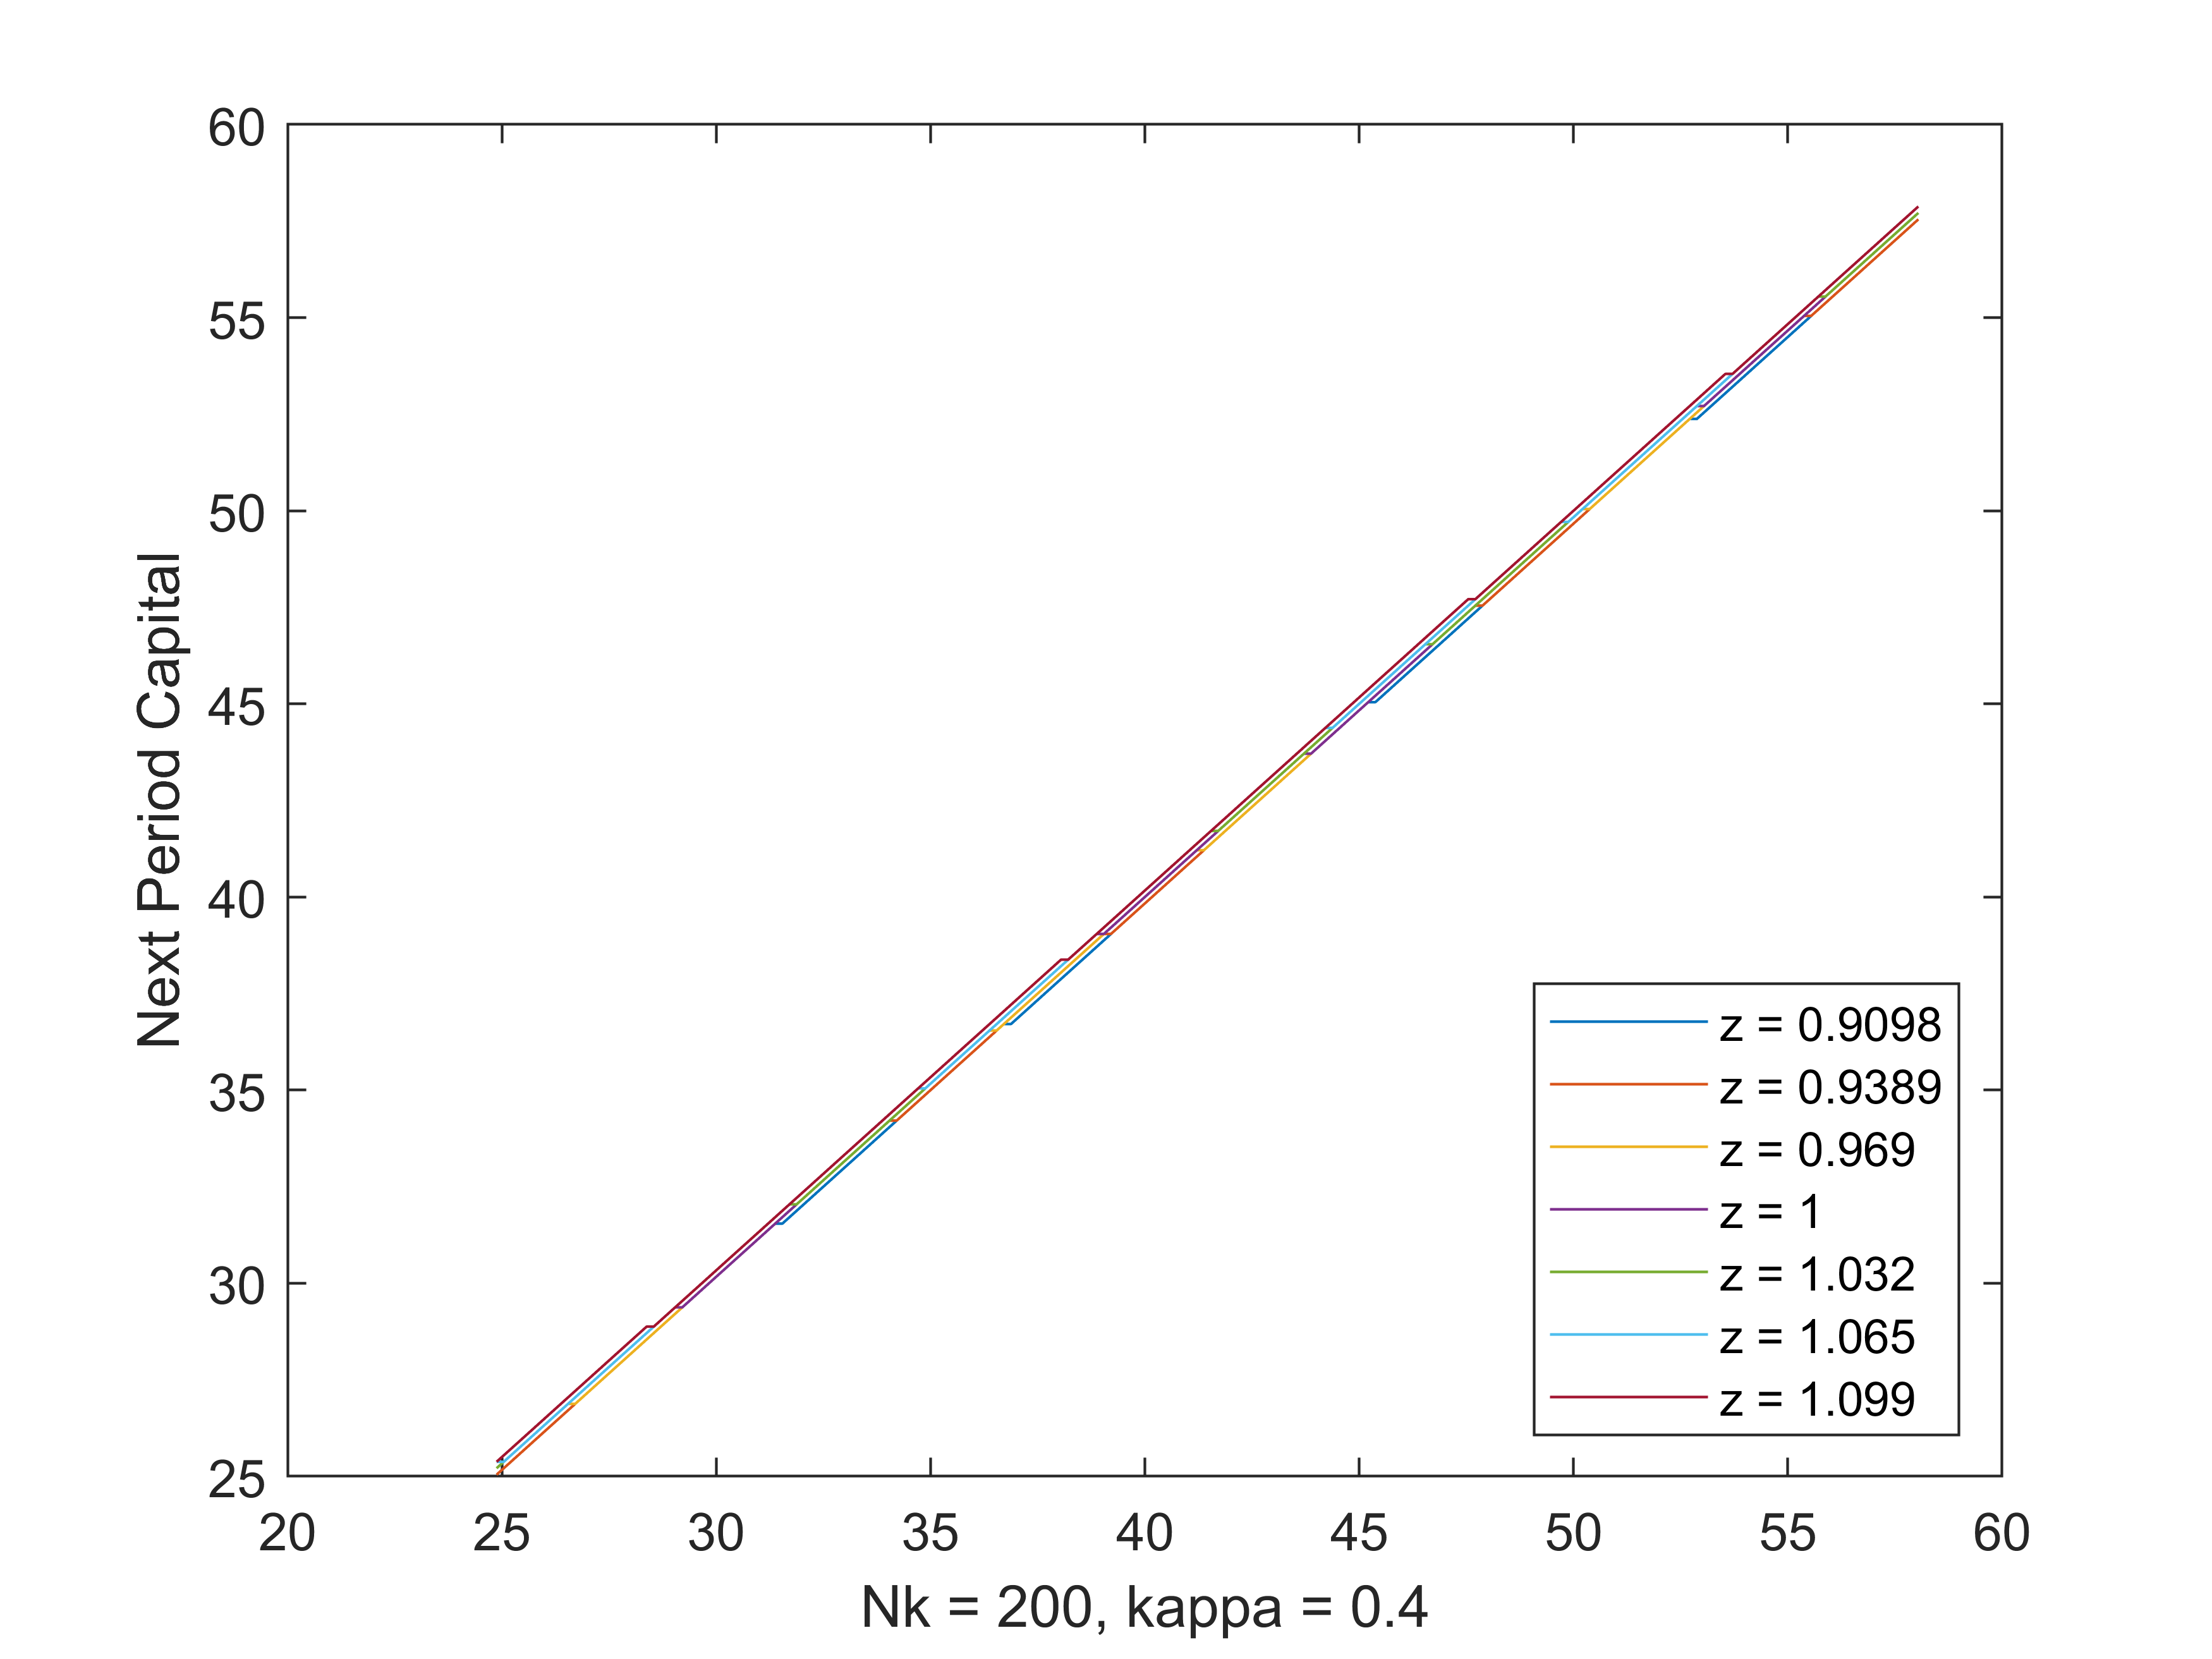 60
55
50
45
40
35
30
25
Next Period Capital
z = 0.9098
z = 0.9389
z = 0.969
z = 1
z = 1.032
z = 1.065
z = 1.099
20 25 30 35 40 45 50 55 60
Nk = 200, kappa = 0.4